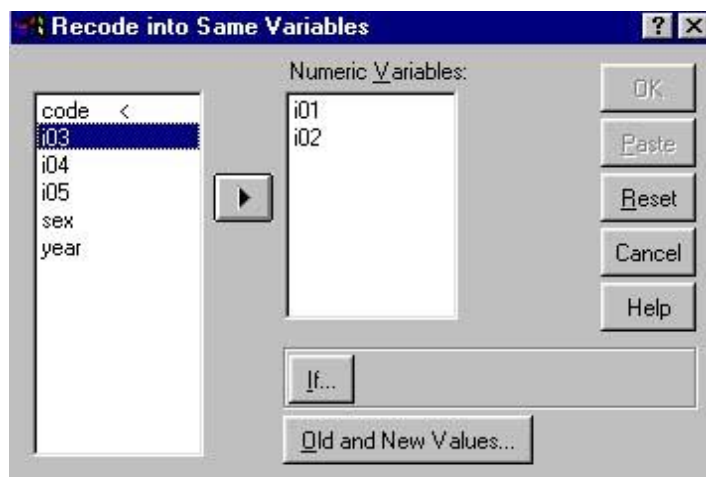 Recode into Same Variables
? X
code <
i03
i04
i05
sex
year
Numeric Variables:
i01
i02
If...
Old and New Values...
OK
Paste
Reset
Cancel
Help